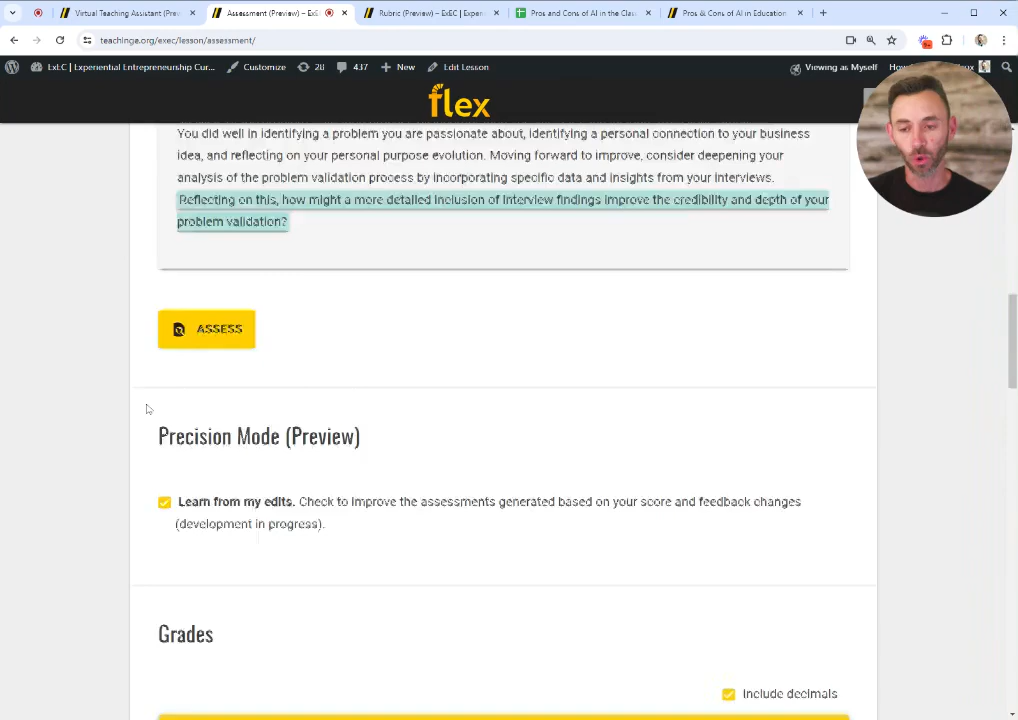 Virtual Teaching Assistant (Prev
Assessment (Preview) – Ex
Rubric (Preview) – ExEC | Experi
Pros and Cons of AI in the Clas
Pros & Cons of AI in Education
teachinge.org/exec/lesson/assessment/
ExEC | Experiential Entrepreneurship Cur...
Customize
28
437
New
Edit Lesson
Viewing as Myself
flex
You did well in identifying a problem you are passionate about, identifying a personal connection to your business
idea, and reflecting on your personal purpose evolution. Moving forward to improve, consider deepening your
analysis of the problem validation process by incorporating specific data and insights from your interviews.
Reflecting on this, how might a more detailed inclusion of interview findings improve the credibility and depth of your
problem validation?
ASSESS
Precision Mode (Preview)
Learn from my edits. Check to improve the assessments generated based on your score and feedback changes
(development in progress).
Grades
Include decimals